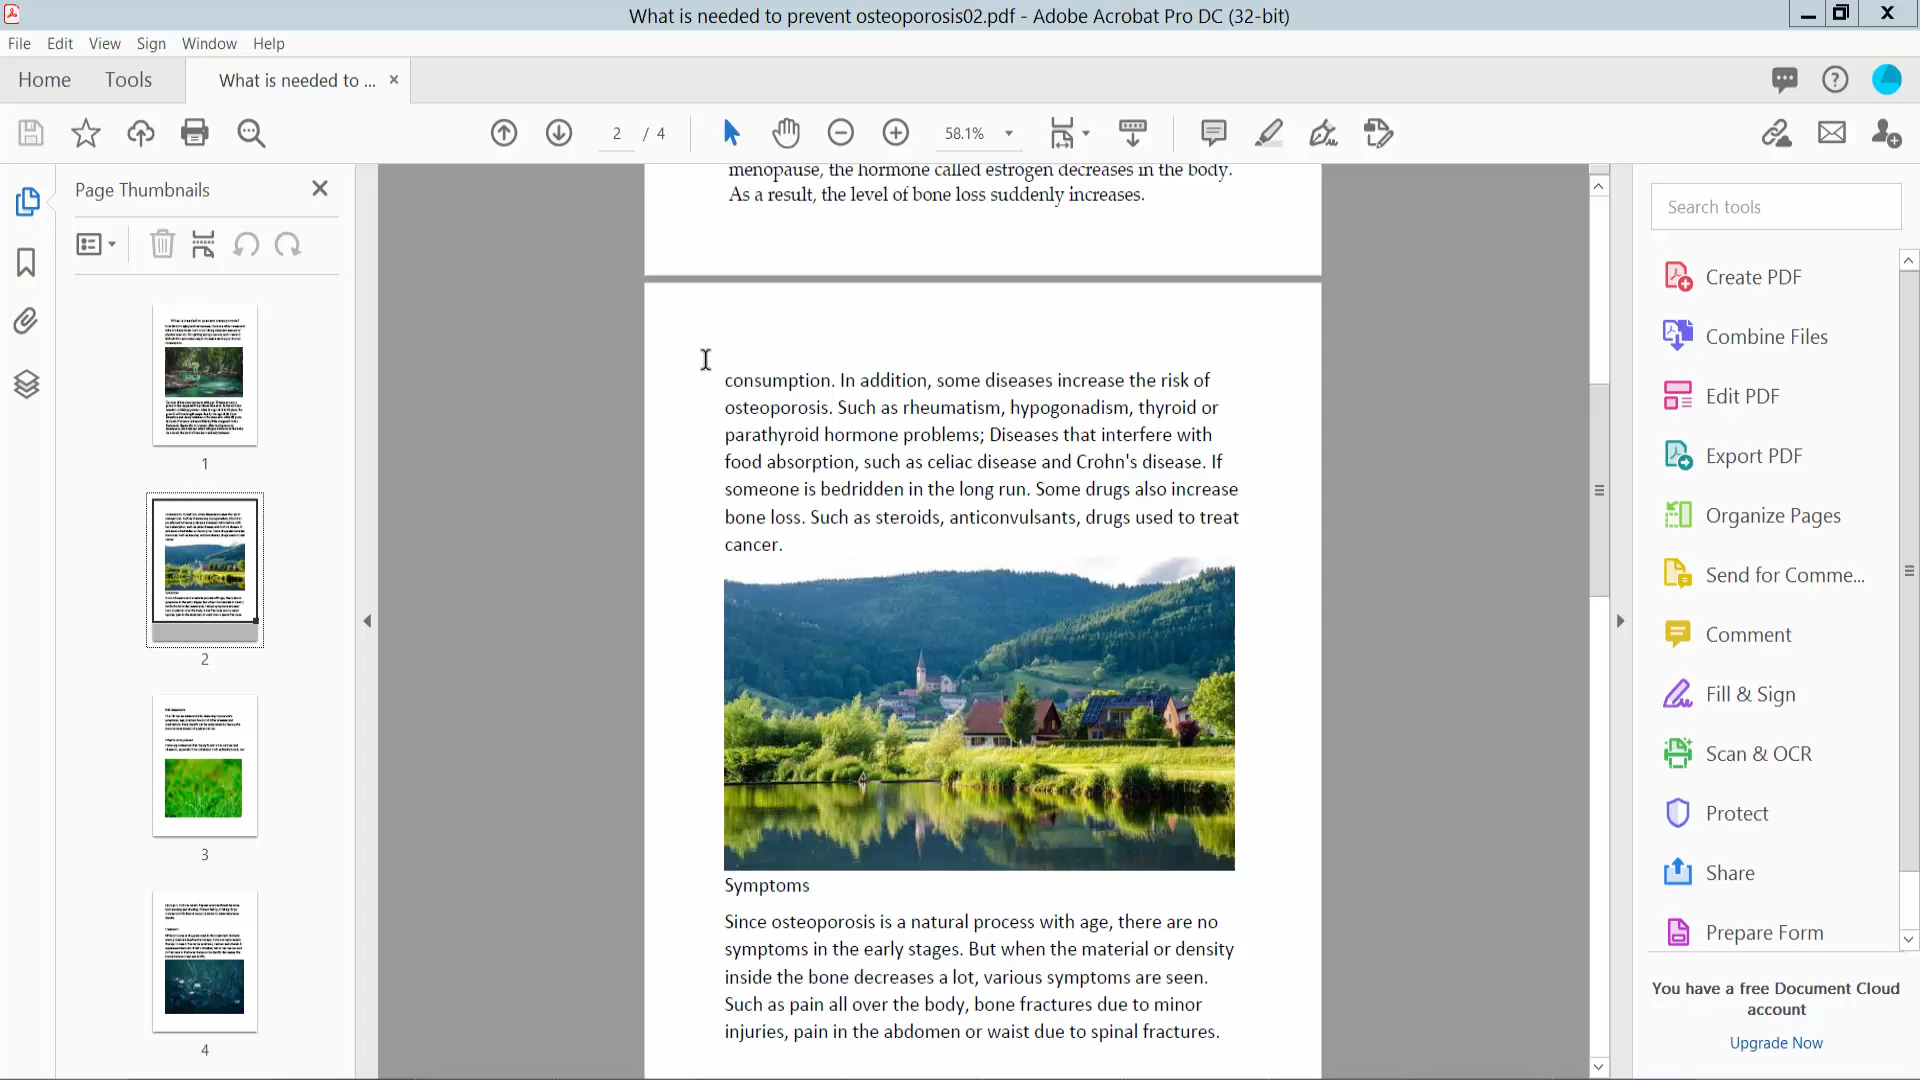 What is needed to prevent osteoporosis02.pdf - Adobe Acrobat Pro DC (32-bit)
File Edit View Sign Window Help
Home Tools What is needed to ... ×
2 / 4 58.1%
Page Thumbnails
1
2
3
4
menopause, the hormone called estrogen decreases in the body.
As a result, the level of bone loss suddenly increases.
consumption. In addition, some diseases increase the risk of
osteoporosis. Such as rheumatism, hypogonadism, thyroid or
parathyroid hormone problems; Diseases that interfere with
food absorption, such as celiac disease and Crohn's disease. If
someone is bedridden in the long run. Some drugs also increase
bone loss. Such as steroids, anticonvulsants, drugs used to treat
cancer.
Symptoms
Since osteoporosis is a natural process with age, there are no
symptoms in the early stages. But when the material or density
inside the bone decreases a lot, various symptoms are seen.
Such as pain all over the body, bone fractures due to minor
injuries, pain in the abdomen or waist due to spinal fractures.
Search tools
Create PDF
Combine Files
Edit PDF
Export PDF
Organize Pages
Send for Comme...
Comment
Fill & Sign
Scan & OCR
Protect
Share
Prepare Form
You have a free Document Cloud
account
Upgrade Now